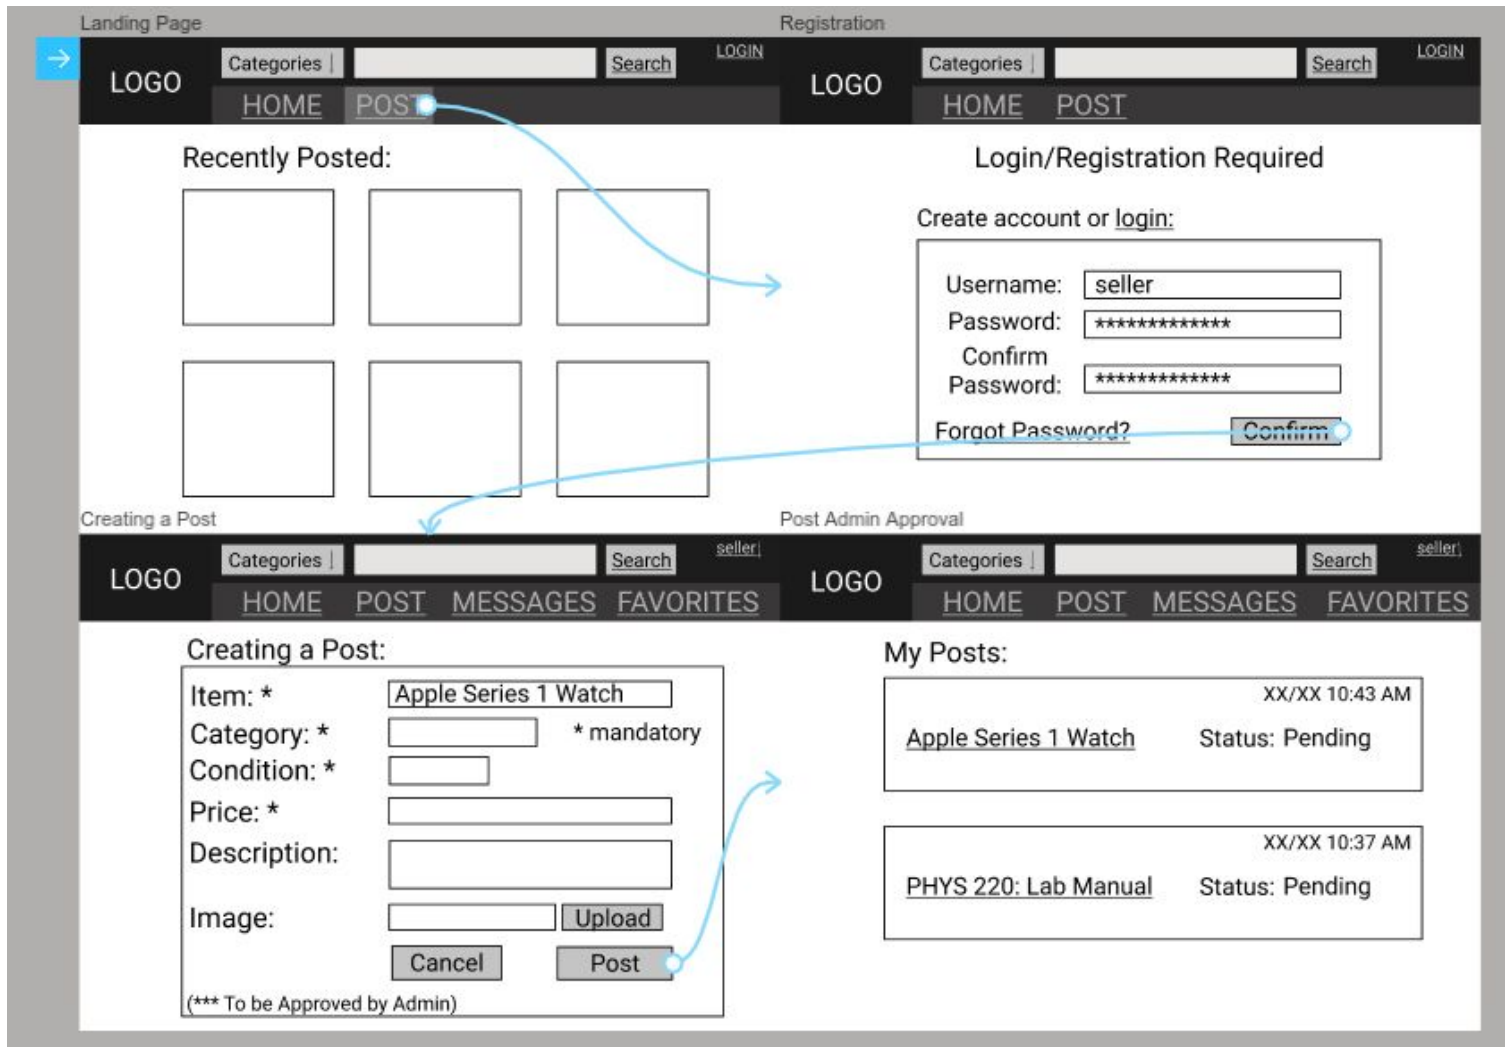 Landing Page
LOGO
Categories
Search
LOGIN
HOME POST
Recently Posted:
Registration
LOGO
Categories
Search
LOGIN
HOME POST
Login/Registration Required
Create account or login:
Username: seller
Password: *************
Confirm
Password: *************
Forgot Password? Confirm
Creating a Post
LOGO
Categories
Search
seller
HOME POST MESSAGES FAVORITES
Creating a Post:
Item: * Apple Series 1 Watch
Category: * * mandatory
Condition: *
Price: *
Description:
Image: Upload
Cancel Post
(*** To be Approved by Admin)
Post Admin Approval
LOGO
Categories
Search
seller
HOME POST MESSAGES FAVORITES
My Posts:
XX/XX 10:43 AM
Apple Series 1 Watch Status: Pending
XX/XX 10:37 AM
PHYS 220: Lab Manual Status: Pending